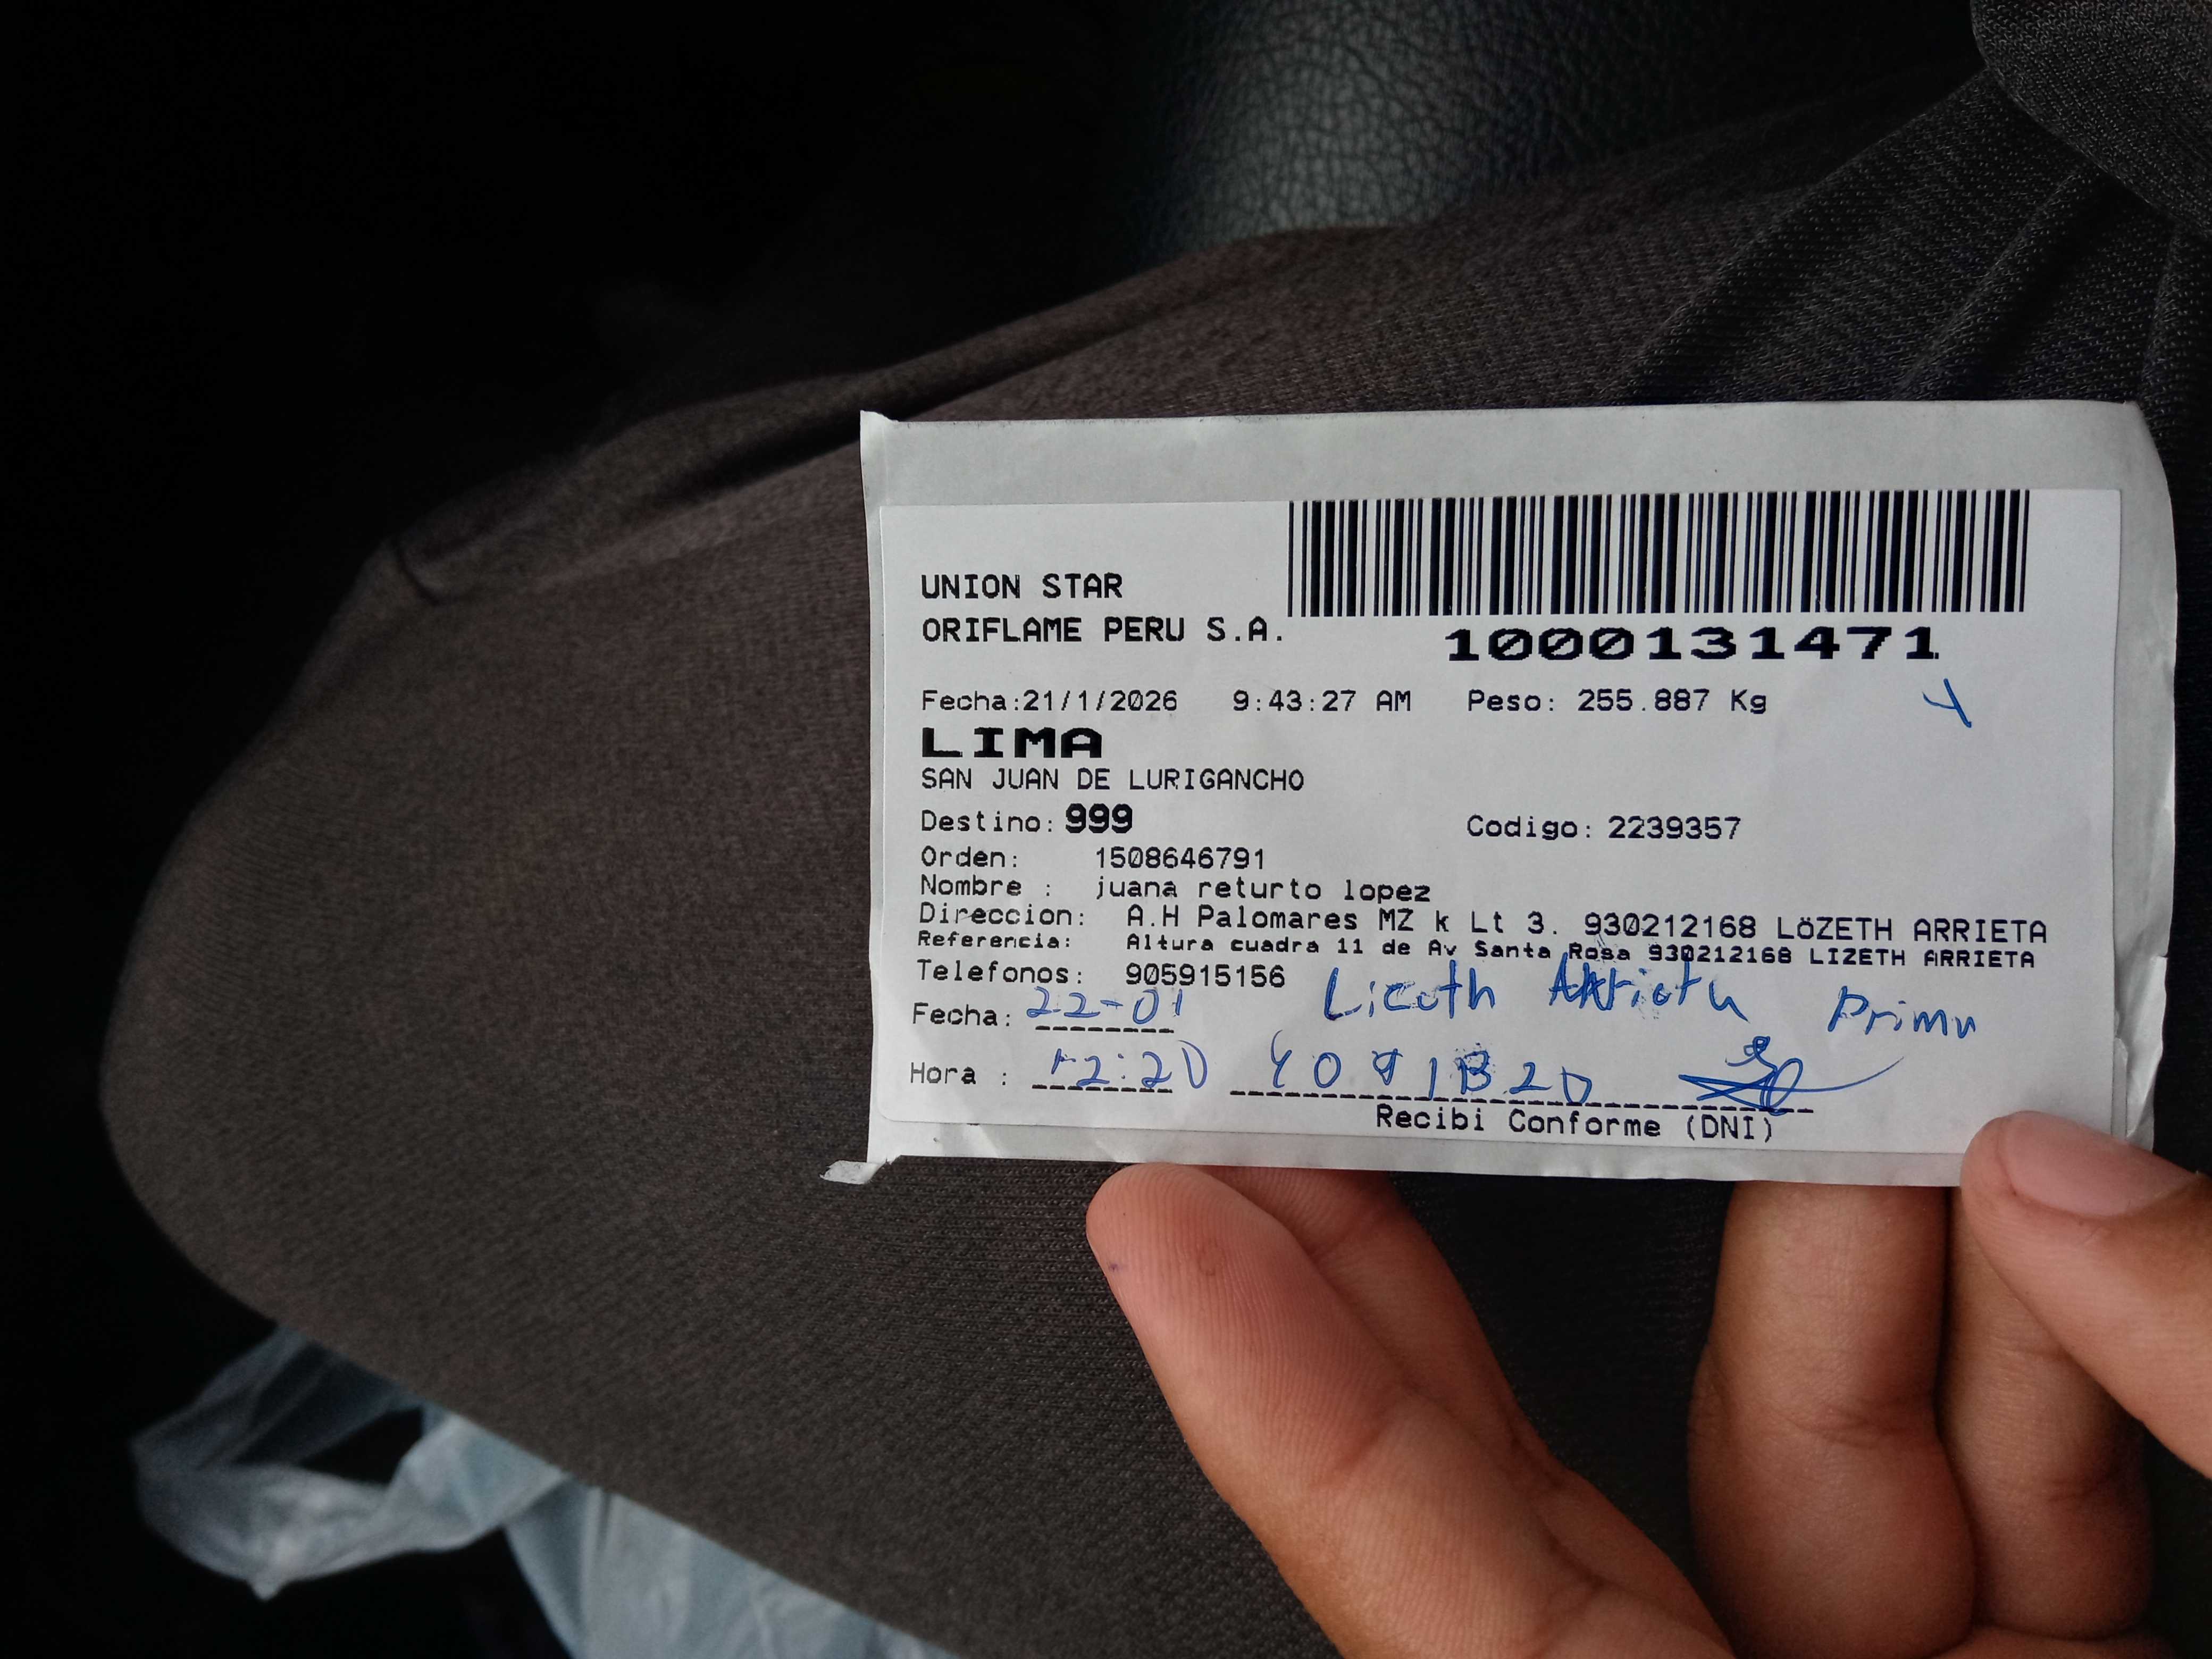 UNION STAR
ORIFLAME PERU S.A.
1000131471
Fecha:21/1/2026 9:43:27 AM Peso: 255.887 Kg
LIMA
SAN JUAN DE LURIGANCHO
Destino: 999 Codigo: 2239357
Orden: 1508646791
Nombre : juana returto lopez
Direccion: A.H Palomares MZ k Lt 3. 930212168 LÖZETH ARRIETA
Referencia: Altura cuadra 11 de Av Santa Rosa 930212168 LIZETH ARRIETA
Telefonos: 905915156
Fecha: 22-01
Hora : 12:20
Recibi Conforme (DNI)